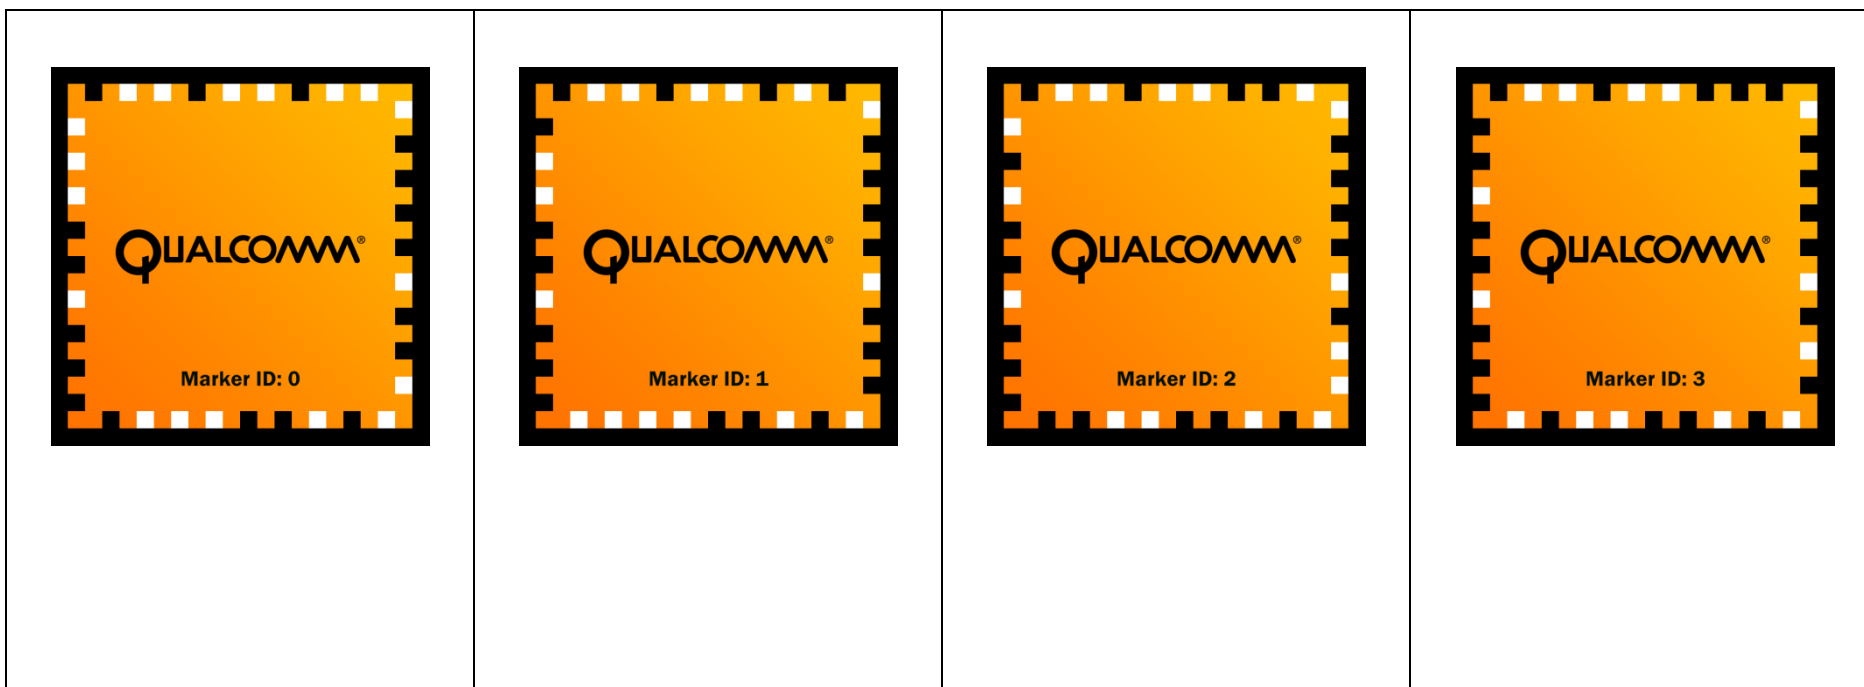 QUALCOMM®
Marker ID: 0
QUALCOMM®
Marker ID: 1
QUALCOMM®
Marker ID: 2
QUALCOMM®
Marker ID: 3